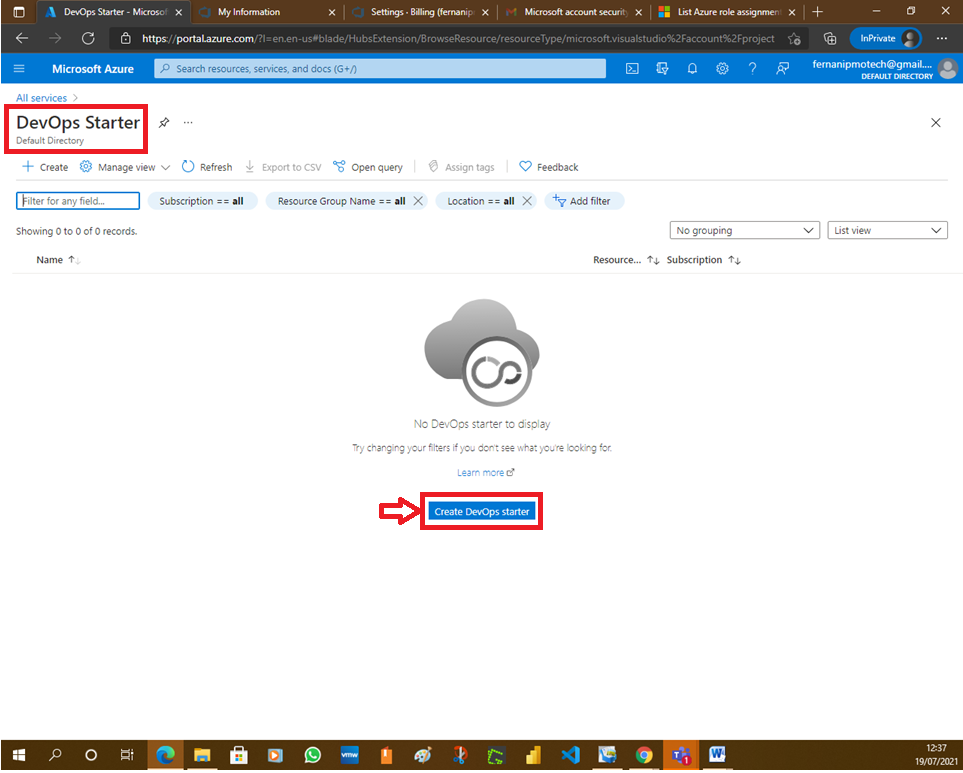 DevOps Starter - Microsof
My Information
Settings - Billing (fernanip
Microsoft account security
List Azure role assignment
https://portal.azure.com/?l=en.en-us#blade/HubsExtension/BrowseResource/resourceType/microsoft.visualstudio%2Faccount%2Fproject
InPrivate
Microsoft Azure
Search resources, services, and docs (G+/)
fernanipmotech@gmail....
DEFAULT DIRECTORY
All services
DevOps Starter
Default Directory
Create
Manage view
Refresh
Export to CSV
Open query
Assign tags
Feedback
Filter for any field...
Subscription == all
Resource Group Name == all
Location == all
Add filter
Showing 0 to 0 of 0 records.
No grouping
List view
Name
Resource...
Subscription
No DevOps starter to display
Try changing your filters if you don't see what you're looking for.
Learn more
Create DevOps starter
vmw
12:37
19/07/2021